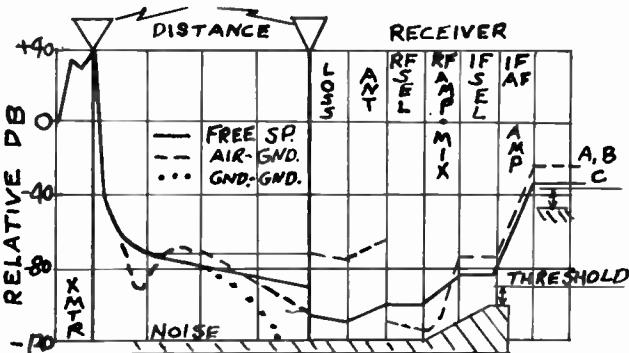 DISTANCE RECEIVER
+40
0
-40
-80
-120
RELATIVE DB
XMTR
LOSS
ANT
RF SEL
RF AMP·MIX
IF SEL
IF AF AMP
FREE SP.
AIR-GND.
GND.-GND.
A, B
C
THRESHOLD
NOISE